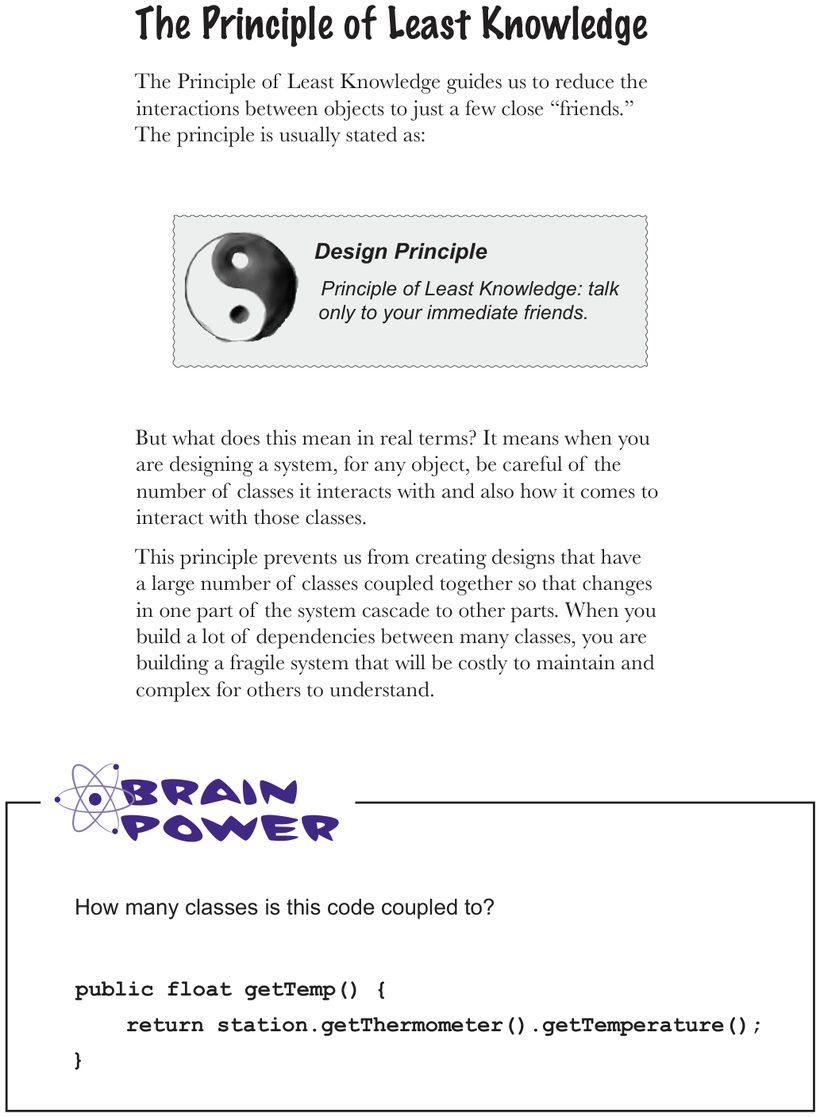 The Principle of Least Knowledge
The Principle of Least Knowledge guides us to reduce the
interactions between objects to just a few close “friends.”
The principle is usually stated as:
Design Principle
Principle of Least Knowledge: talk
only to your immediate friends.
But what does this mean in real terms? It means when you
are designing a system, for any object, be careful of the
number of classes it interacts with and also how it comes to
interact with those classes.
This principle prevents us from creating designs that have
a large number of classes coupled together so that changes
in one part of the system cascade to other parts. When you
build a lot of dependencies between many classes, you are
building a fragile system that will be costly to maintain and
complex for others to understand.
BRAIN
POWER
How many classes is this code coupled to?
public float getTemp() {
return station.getThermometer().getTemperature();
}